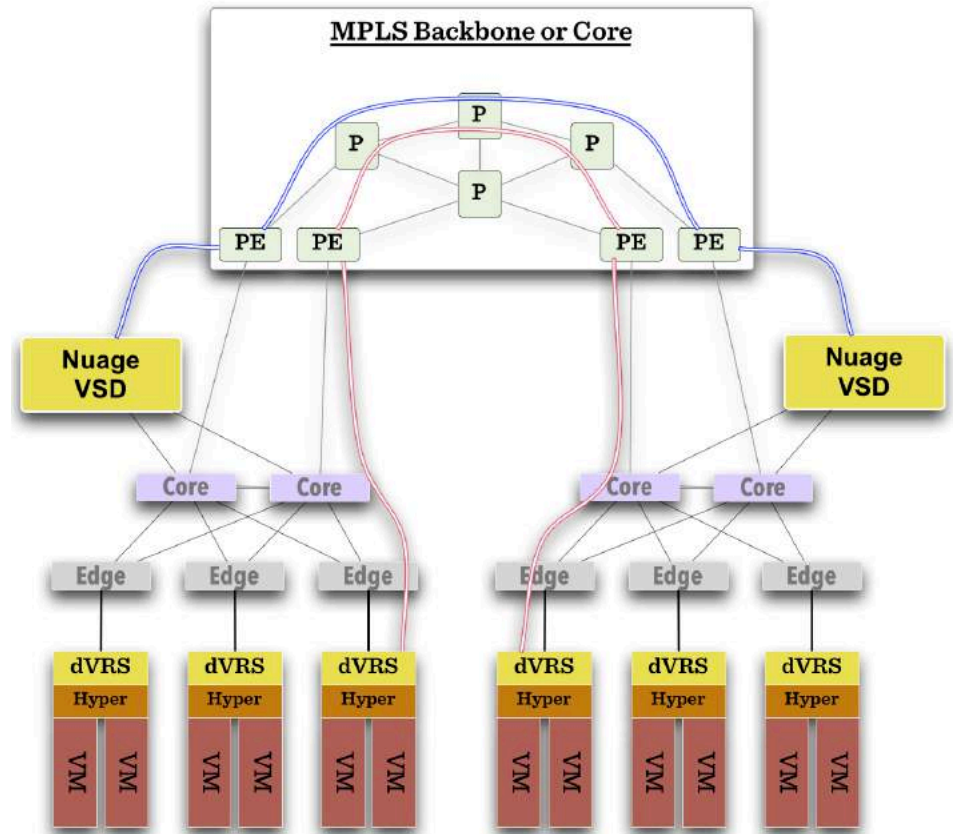 MPLS Backbone or Core
P
P
P
P
PE
PE
PE
PE
Nuage
VSD
Nuage
VSD
Core
Core
Core
Core
Edge
Edge
Edge
Edge
Edge
Edge
dVRS
dVRS
dVRS
dVRS
dVRS
dVRS
Hyper
Hyper
Hyper
Hyper
Hyper
Hyper
VM
VM
VM
VM
VM
VM
VM
VM
VM
VM
VM
VM